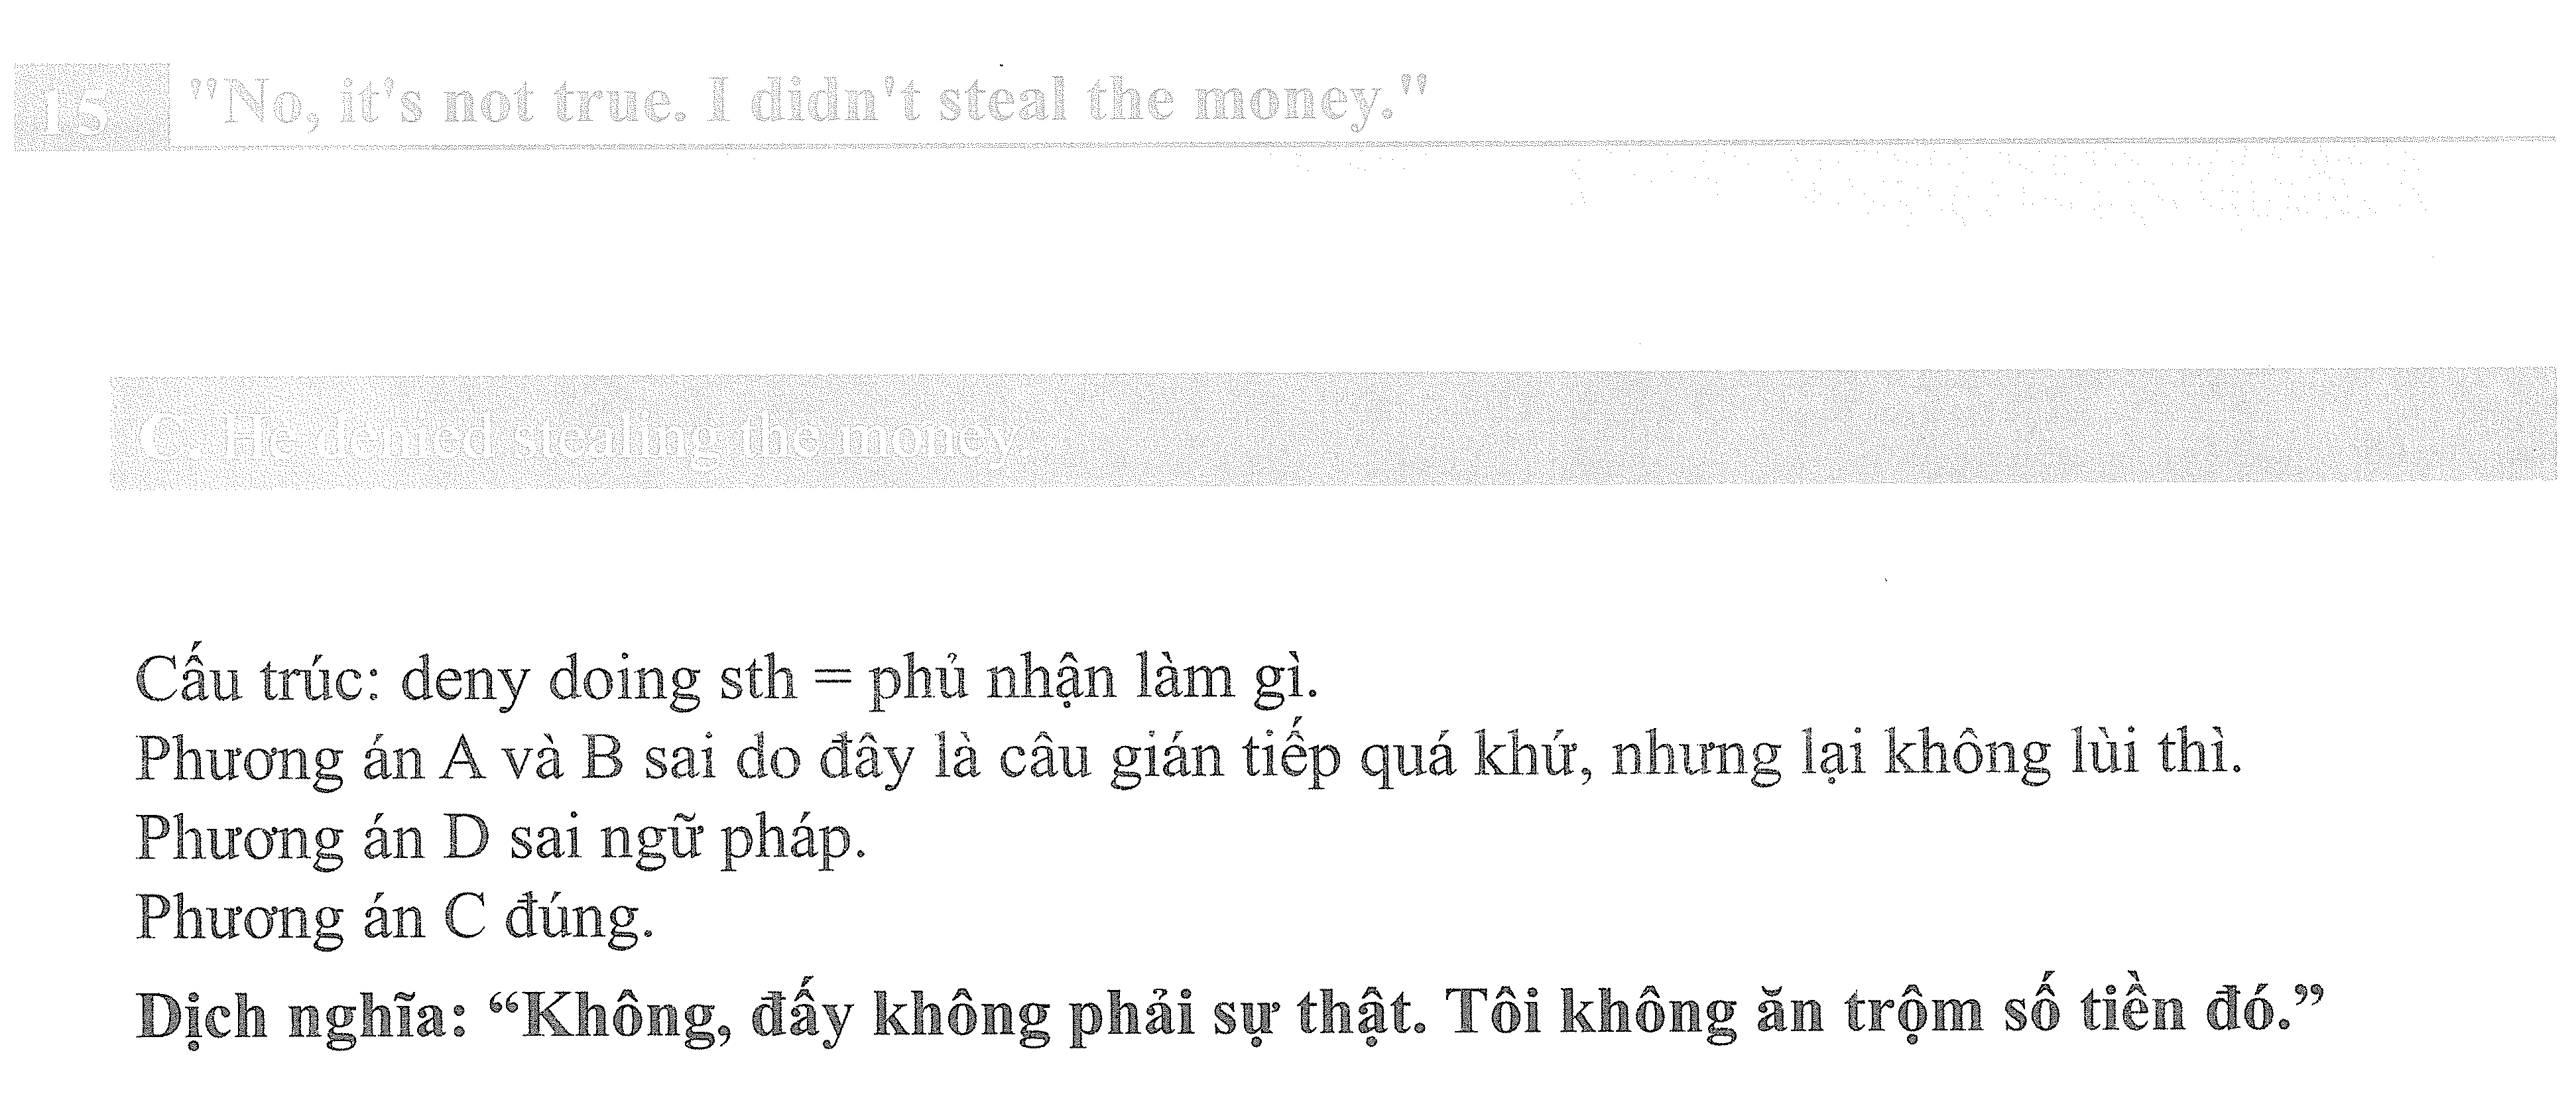 15 "No, it's not true. I didn't steal the money."
C. He denied stealing the money.
Cấu trúc: deny doing sth = phủ nhận làm gì.
Phương án A và B sai do đây là câu gián tiếp quá khứ, nhưng lại không lùi thì.
Phương án D sai ngữ pháp.
Phương án C đúng.
Dịch nghĩa: “Không, đấy không phải sự thật. Tôi không ăn trộm số tiền đó.”